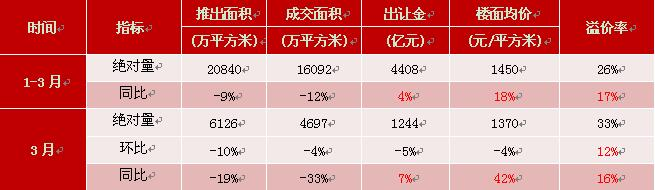 时间 指标 推出面积 成交面积 出让金 楼面均价 溢价率
(万平方米) (万平方米) (亿元) (元/平方米)
1-3月 绝对量 20840 16092 4408 1450 26%
同比 -9% -12% 4% 18% 17%
3月 绝对量 6126 4697 1244 1370 33%
环比 -10% -4% -5% -4% 12%
同比 -19% -33% 7% 42% 16%